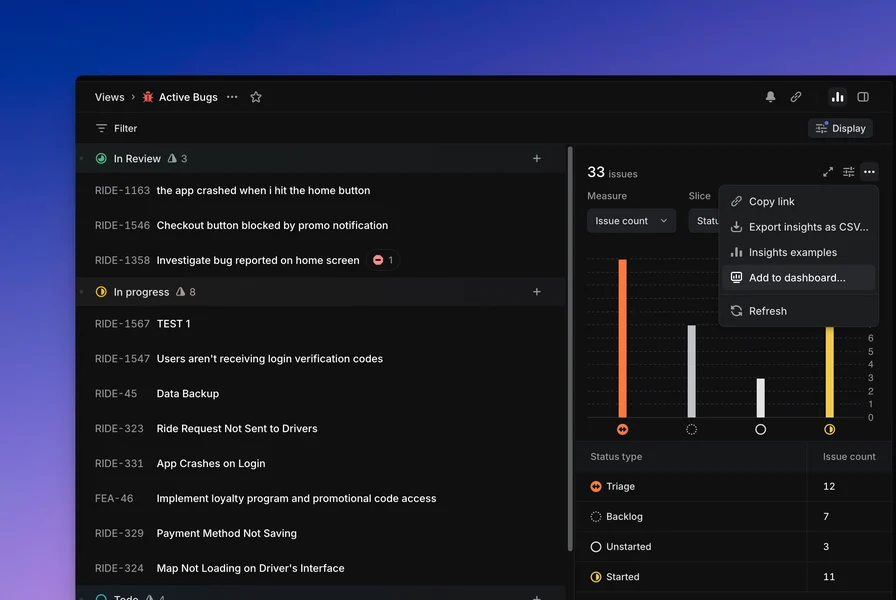 Views › Active Bugs
Filter
Display
In Review 3
RIDE-1163 the app crashed when i hit the home button
RIDE-1546 Checkout button blocked by promo notification
RIDE-1358 Investigate bug reported on home screen 1
In progress 8
RIDE-1567 TEST 1
RIDE-1547 Users aren't receiving login verification codes
RIDE-45 Data Backup
RIDE-323 Ride Request Not Sent to Drivers
RIDE-331 App Crashes on Login
FEA-46 Implement loyalty program and promotional code access
RIDE-329 Payment Method Not Saving
RIDE-324 Map Not Loading on Driver's Interface
Todo 4
33 issues
Measure Slice
Issue count Statu
Copy link
Export insights as CSV...
Insights examples
Add to dashboard...
Refresh
6
5
4
3
2
1
0
Status type Issue count
Triage 12
Backlog 7
Unstarted 3
Started 11